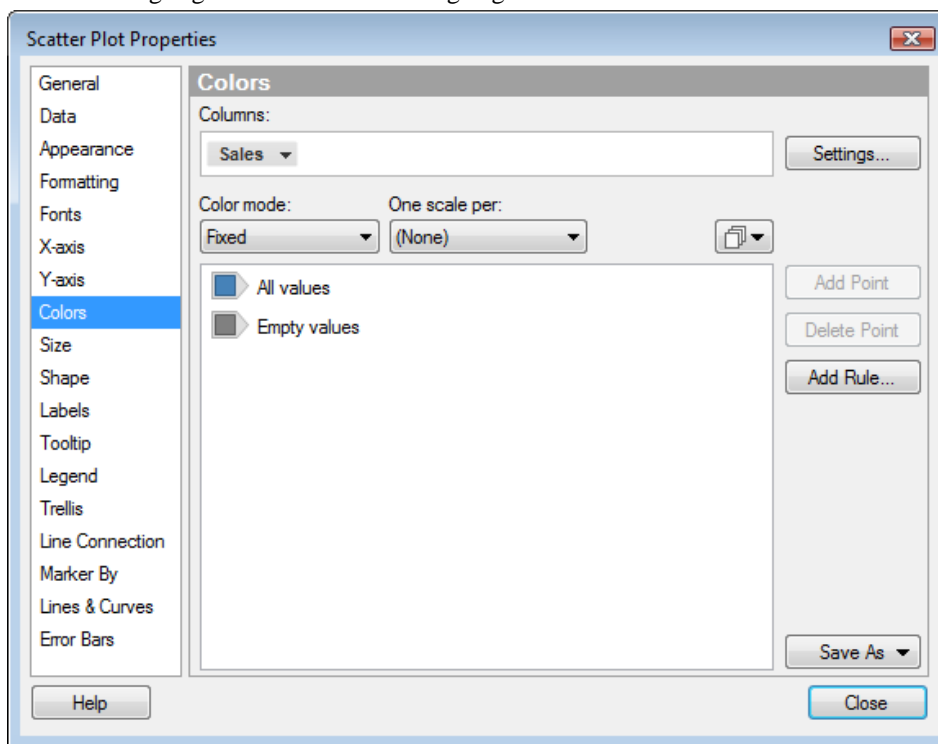 Scatter Plot Properties
General
Data
Appearance
Formatting
Fonts
X-axis
Y-axis
Colors
Size
Shape
Labels
Tooltip
Legend
Trellis
Line Connection
Marker By
Lines & Curves
Error Bars
Colors
Columns:
Sales
Settings...
Color mode:
One scale per:
Fixed
(None)
All values
Empty values
Add Point
Delete Point
Add Rule...
Save As
Help
Close